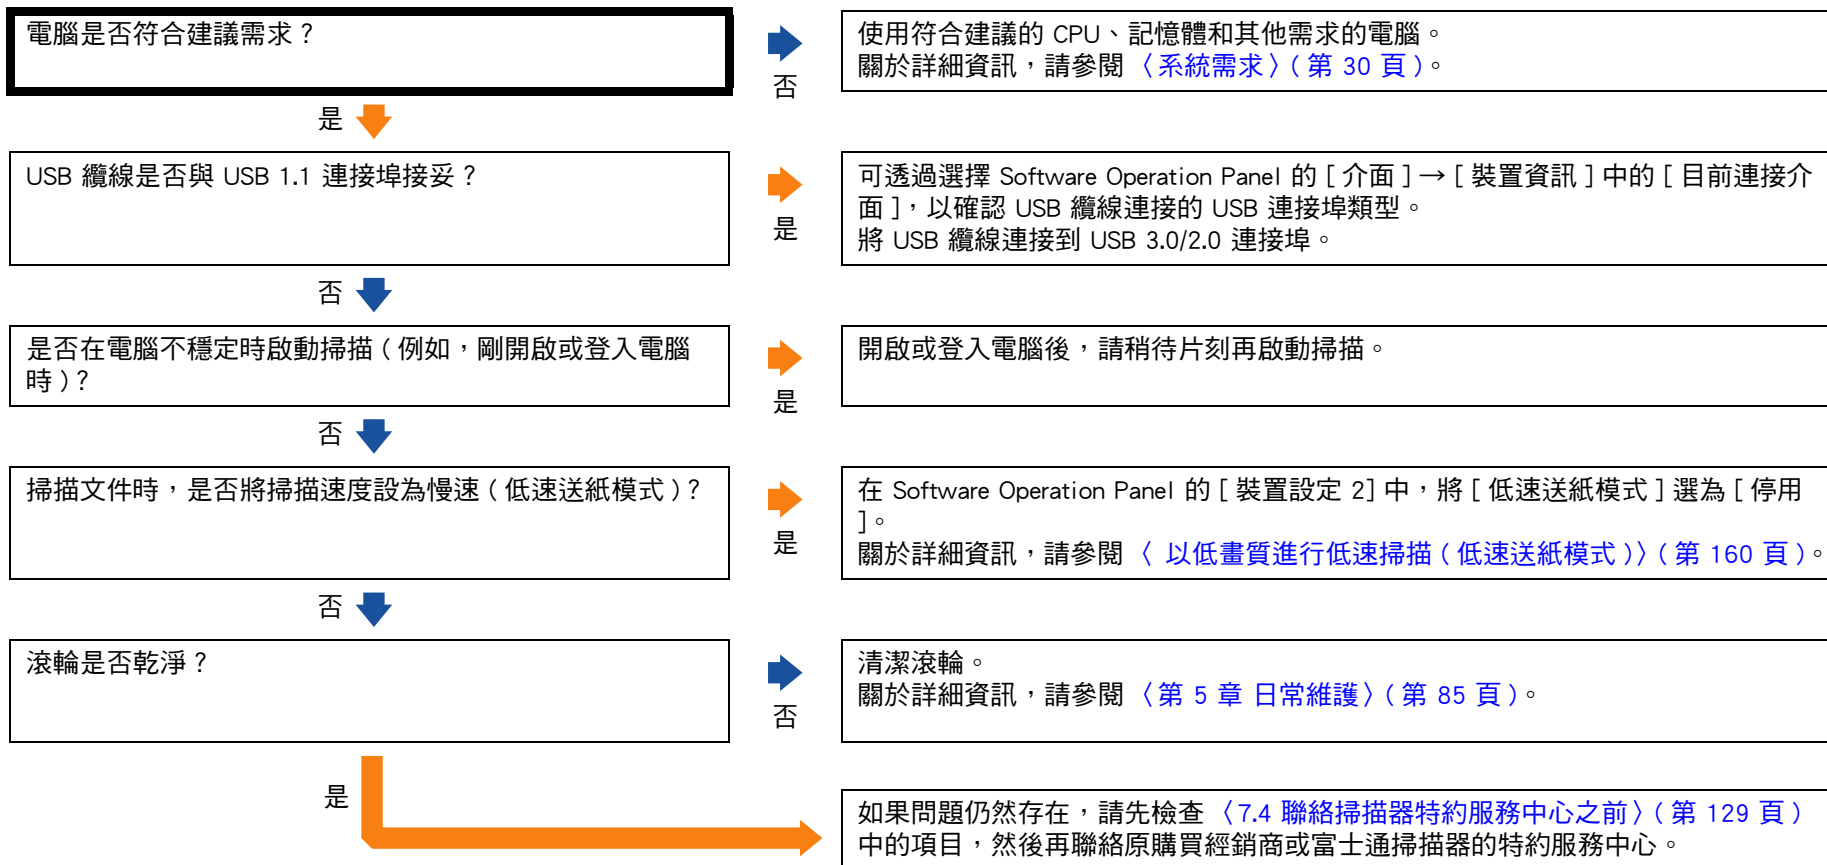 電腦是否符合建議需求？
否
使用符合建議的 CPU、記憶體和其他需求的電腦。
關於詳細資訊，請參閱 〈系統需求〉( 第 30 頁 )。
是
USB 纜線是否與 USB 1.1 連接埠接妥？
是
可透過選擇 Software Operation Panel 的 [ 介面 ] → [ 裝置資訊 ] 中的 [ 目前連接介
面 ]，以確認 USB 纜線連接的 USB 連接埠類型。
將 USB 纜線連接到 USB 3.0/2.0 連接埠。
否
是否在電腦不穩定時啟動掃描 ( 例如，剛開啟或登入電腦
時 )？
是
開啟或登入電腦後，請稍待片刻再啟動掃描。
否
掃描文件時，是否將掃描速度設為慢速 ( 低速送紙模式 )？
是
在 Software Operation Panel 的 [ 裝置設定 2] 中，將 [ 低速送紙模式 ] 選為 [ 停用
]。
關於詳細資訊，請參閱 〈 以低畫質進行低速掃描 ( 低速送紙模式 )〉( 第 160 頁 )。
否
滾輪是否乾淨？
否
清潔滾輪。
關於詳細資訊，請參閱 〈第 5 章 日常維護〉( 第 85 頁 )。
是
如果問題仍然存在，請先檢查 〈7.4 聯絡掃描器特約服務中心之前〉( 第 129 頁 )
中的項目，然後再聯絡原購買經銷商或富士通掃描器的特約服務中心。